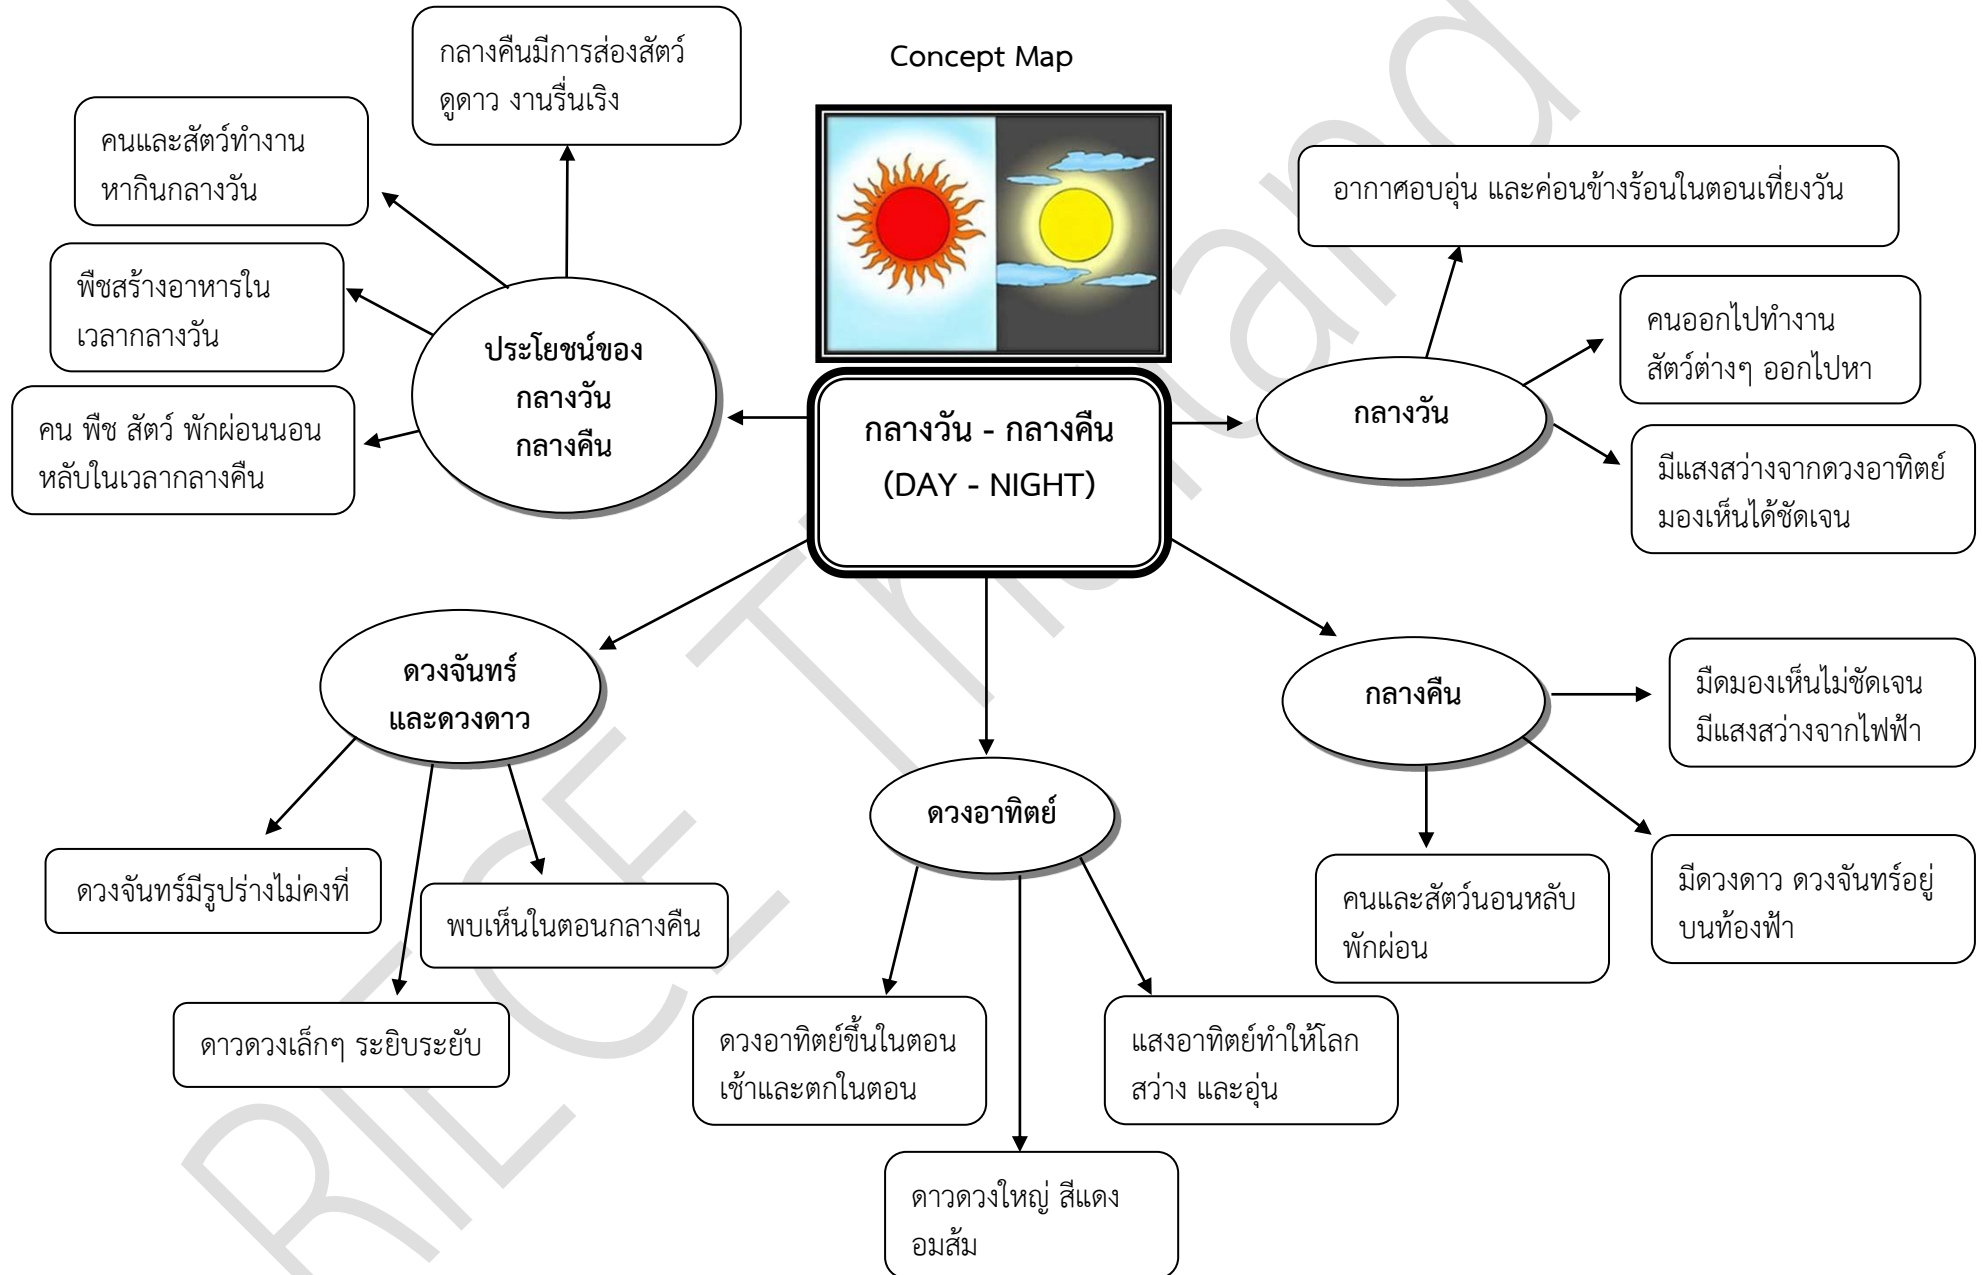 Concept Map
กลางคืนมีการส่องสัตว์
ดูดาว งานรื่นเริง
คนและสัตว์ทำงาน
หากินกลางวัน
พืชสร้างอาหารใน
เวลากลางวัน
คน พืช สัตว์ พักผ่อนนอน
หลับในเวลากลางคืน
ประโยชน์ของ
กลางวัน
กลางคืน
กลางวัน - กลางคืน
(DAY - NIGHT)
กลางวัน
อากาศอบอุ่น และค่อนข้างร้อนในตอนเที่ยงวัน
คนออกไปทำงาน
สัตว์ต่างๆ ออกไปหา
มีแสงสว่างจากดวงอาทิตย์
มองเห็นได้ชัดเจน
ดวงจันทร์
และดวงดาว
ดวงจันทร์มีรูปร่างไม่คงที่
พบเห็นในตอนกลางคืน
ดาวดวงเล็กๆ ระยิบระยับ
ดวงอาทิตย์
ดวงอาทิตย์ขึ้นในตอน
เช้าและตกในตอน
แสงอาทิตย์ทำให้โลก
สว่าง และอุ่น
ดาวดวงใหญ่ สีแดง
อมส้ม
กลางคืน
มืดมองเห็นไม่ชัดเจน
มีแสงสว่างจากไฟฟ้า
คนและสัตว์นอนหลับ
พักผ่อน
มีดวงดาว ดวงจันทร์อยู่
บนท้องฟ้า
RIECE Thailand